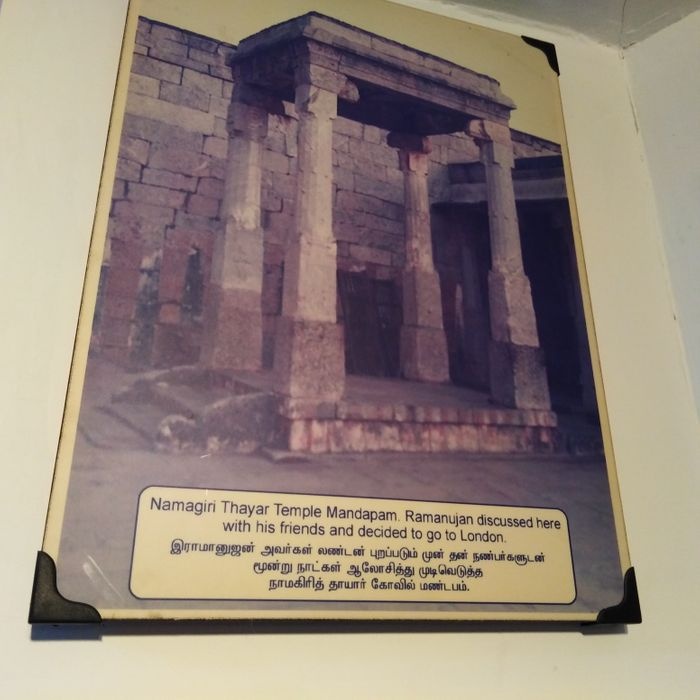 Namagiri Thayar Temple Mandapam. Ramanujan discussed here
with his friends and decided to go to London.
இராமானுஜன் அவர்கள் லண்டன் புறப்படும் முன் தன் நண்பர்களுடன்
மூன்று நாட்கள் ஆலோசித்து முடிவெடுத்த
நாமகிரித் தாயார் கோவில் மண்டபம்.